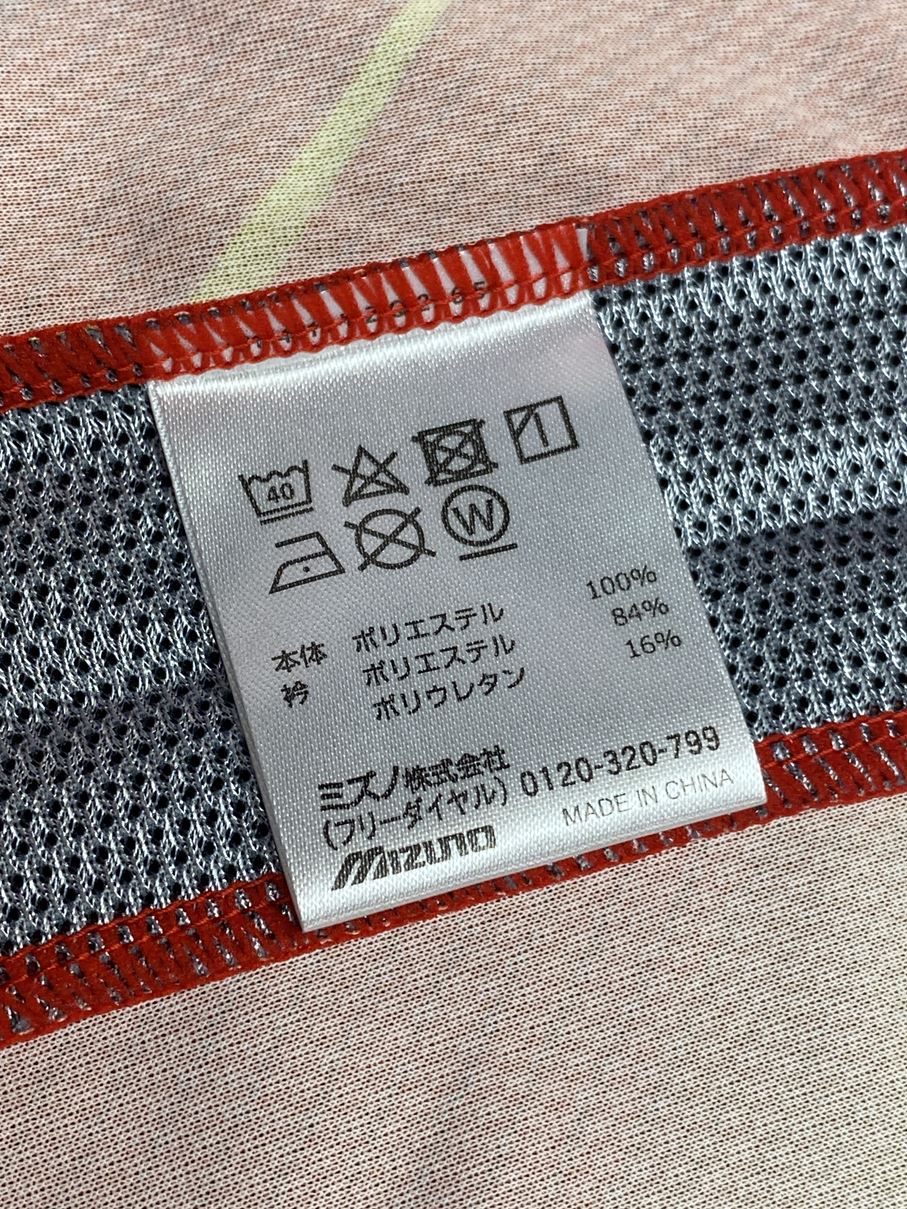 40
W
本体 ポリエステル 100%
衿 ポリエステル 84%
ポリウレタン 16%
ミズノ株式会社
(フリーダイヤル) 0120-320-799
MIZUNO MADE IN CHINA